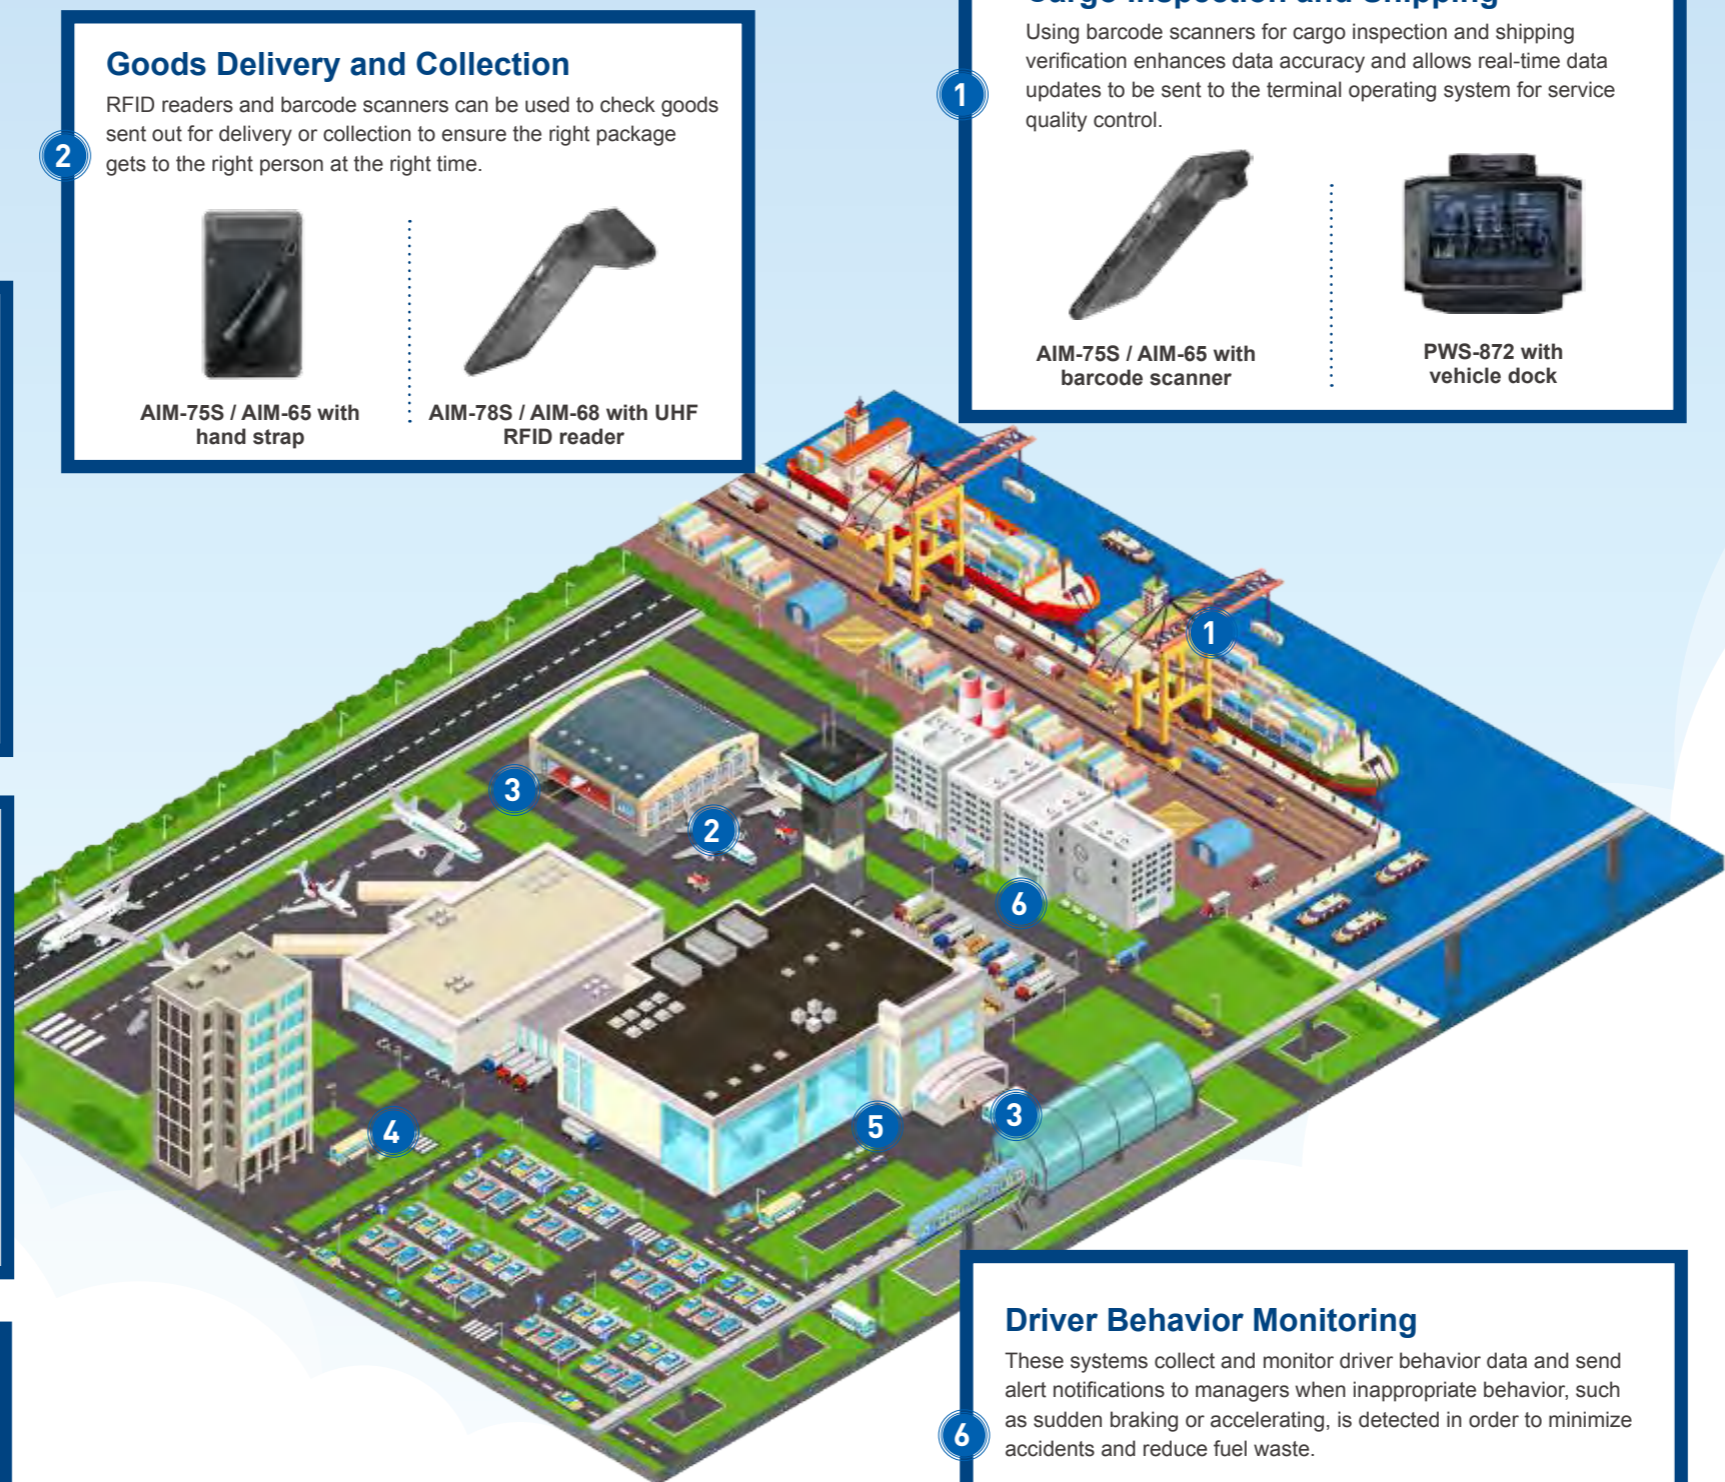 Cargo Inspection and Shipping
Using barcode scanners for cargo inspection and shipping
verification enhances data accuracy and allows real-time data
updates to be sent to the terminal operating system for service
quality control.
1
AIM-75S / AIM-65 with
barcode scanner
PWS-872 with
vehicle dock
Goods Delivery and Collection
RFID readers and barcode scanners can be used to check goods
sent out for delivery or collection to ensure the right package
gets to the right person at the right time.
2
AIM-75S / AIM-65 with
hand strap
AIM-78S / AIM-68 with UHF
RFID reader
1
3
2
6
3
5
4
Driver Behavior Monitoring
These systems collect and monitor driver behavior data and send
alert notifications to managers when inappropriate behavior, such
as sudden braking or accelerating, is detected in order to minimize
accidents and reduce fuel waste.
6